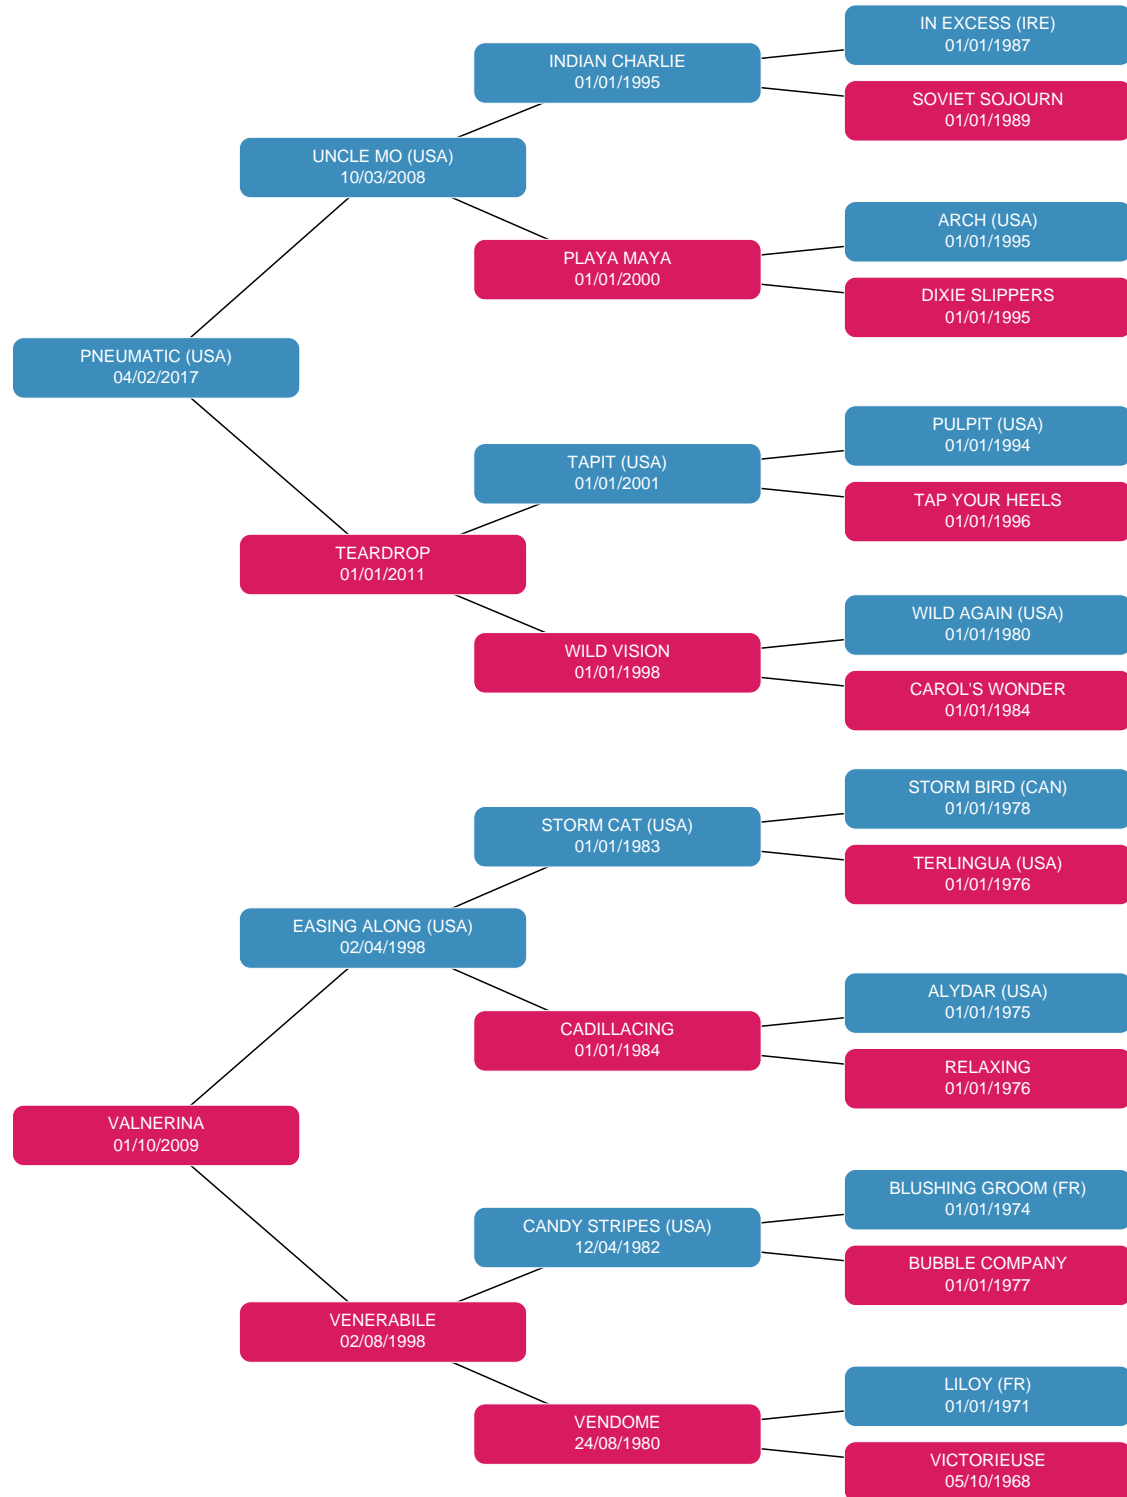 IN EXCESS (IRE)
01/01/1987
INDIAN CHARLIE
01/01/1995
SOVIET SOJOURN
01/01/1989
UNCLE MO (USA)
10/03/2008
ARCH (USA)
01/01/1995
PLAYA MAYA
01/01/2000
DIXIE SLIPPERS
01/01/1995
PNEUMATIC (USA)
04/02/2017
PULPIT (USA)
01/01/1994
TAPIT (USA)
01/01/2001
TAP YOUR HEELS
01/01/1996
TEARDROP
01/01/2011
WILD AGAIN (USA)
01/01/1980
WILD VISION
01/01/1998
CAROL'S WONDER
01/01/1984
STORM BIRD (CAN)
01/01/1978
STORM CAT (USA)
01/01/1983
TERLINGUA (USA)
01/01/1976
EASING ALONG (USA)
02/04/1998
ALYDAR (USA)
01/01/1975
CADILLACING
01/01/1984
RELAXING
01/01/1976
VALNERINA
01/10/2009
BLUSHING GROOM (FR)
01/01/1974
CANDY STRIPES (USA)
12/04/1982
BUBBLE COMPANY
01/01/1977
VENERABILE
02/08/1998
LILOY (FR)
01/01/1971
VENDOME
24/08/1980
VICTORIEUSE
05/10/1968